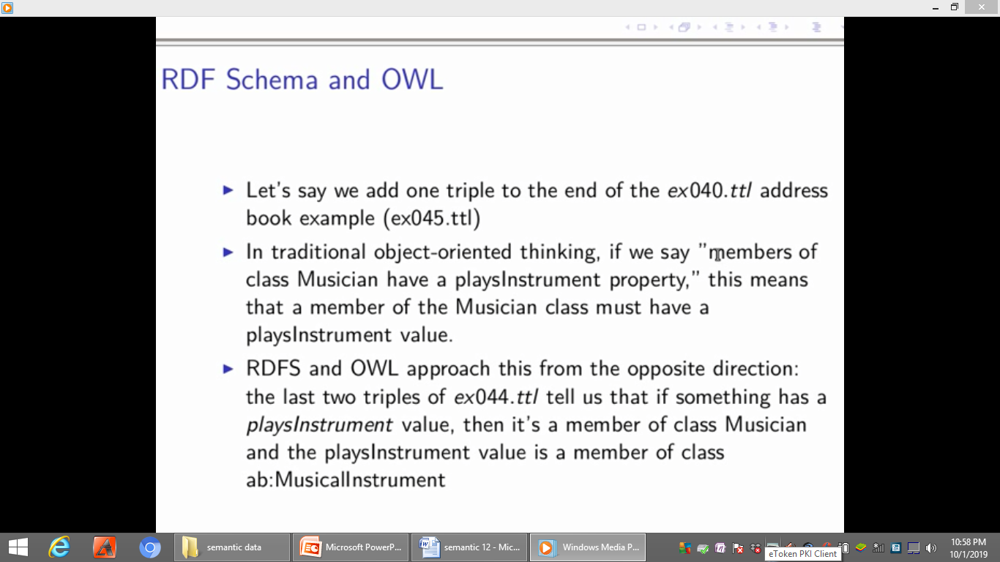 RDF Schema and OWL
Let's say we add one triple to the end of the ex040.ttl address
book example (ex045.ttl)
In traditional object-oriented thinking, if we say "members of
class Musician have a playsInstrument property," this means
that a member of the Musician class must have a
playsInstrument value.
RDFS and OWL approach this from the opposite direction:
the last two triples of ex044.ttl tell us that if something has a
playsInstrument value, then it's a member of class Musician
and the playsInstrument value is a member of class
ab:MusicalInstrument
semantic data
Microsoft PowerP...
semantic 12 - Mic...
Windows Media P...
eToken PKI Client
10:58 PM
10/1/2019